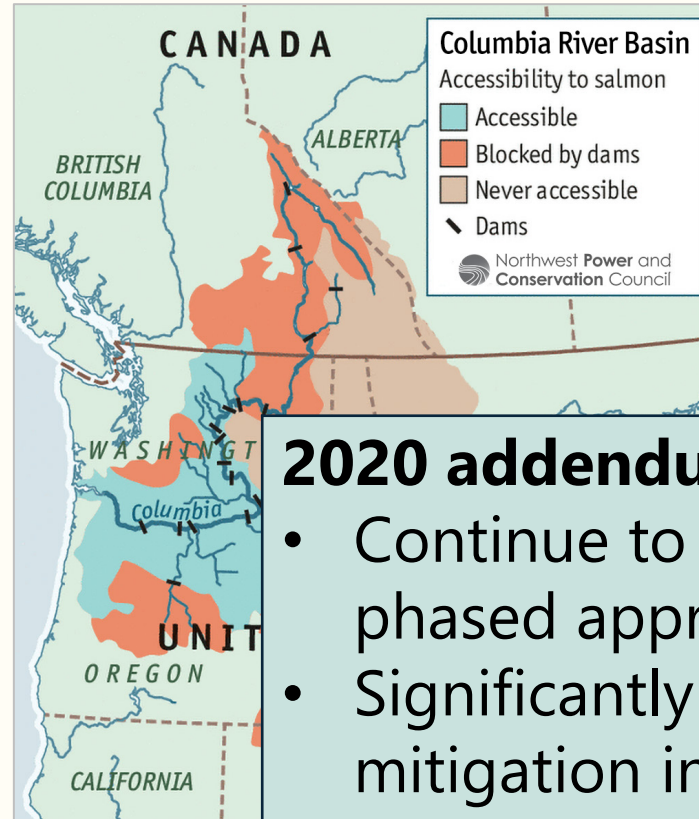 CANADA
Columbia River Basin
Accessibility to salmon
Accessible
Blocked by dams
Never accessible
Dams
Northwest Power and
Conservation Council
ALBERTA
BRITISH
COLUMBIA
WASHINGT
Columbia
UNIT
OREGON
CALIFORNIA
2020 addendu
• Continue to
phased appr
• Significantly
mitigation in